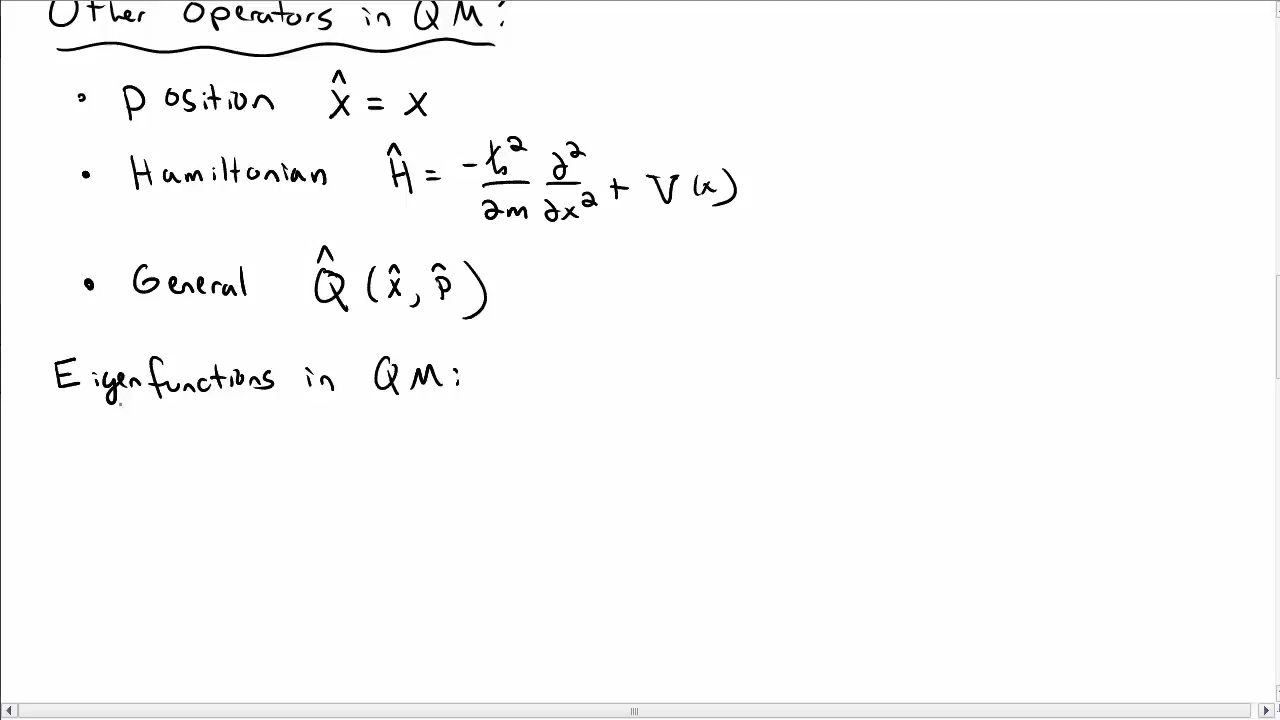 Other Operators in QM:
• Position x̂ = x
• Hamiltonian Ĥ = -ħ²/2m ∂²/∂x² + V(x)
• General Q̂(x̂, p̂)
Eigenfunctions in QM: